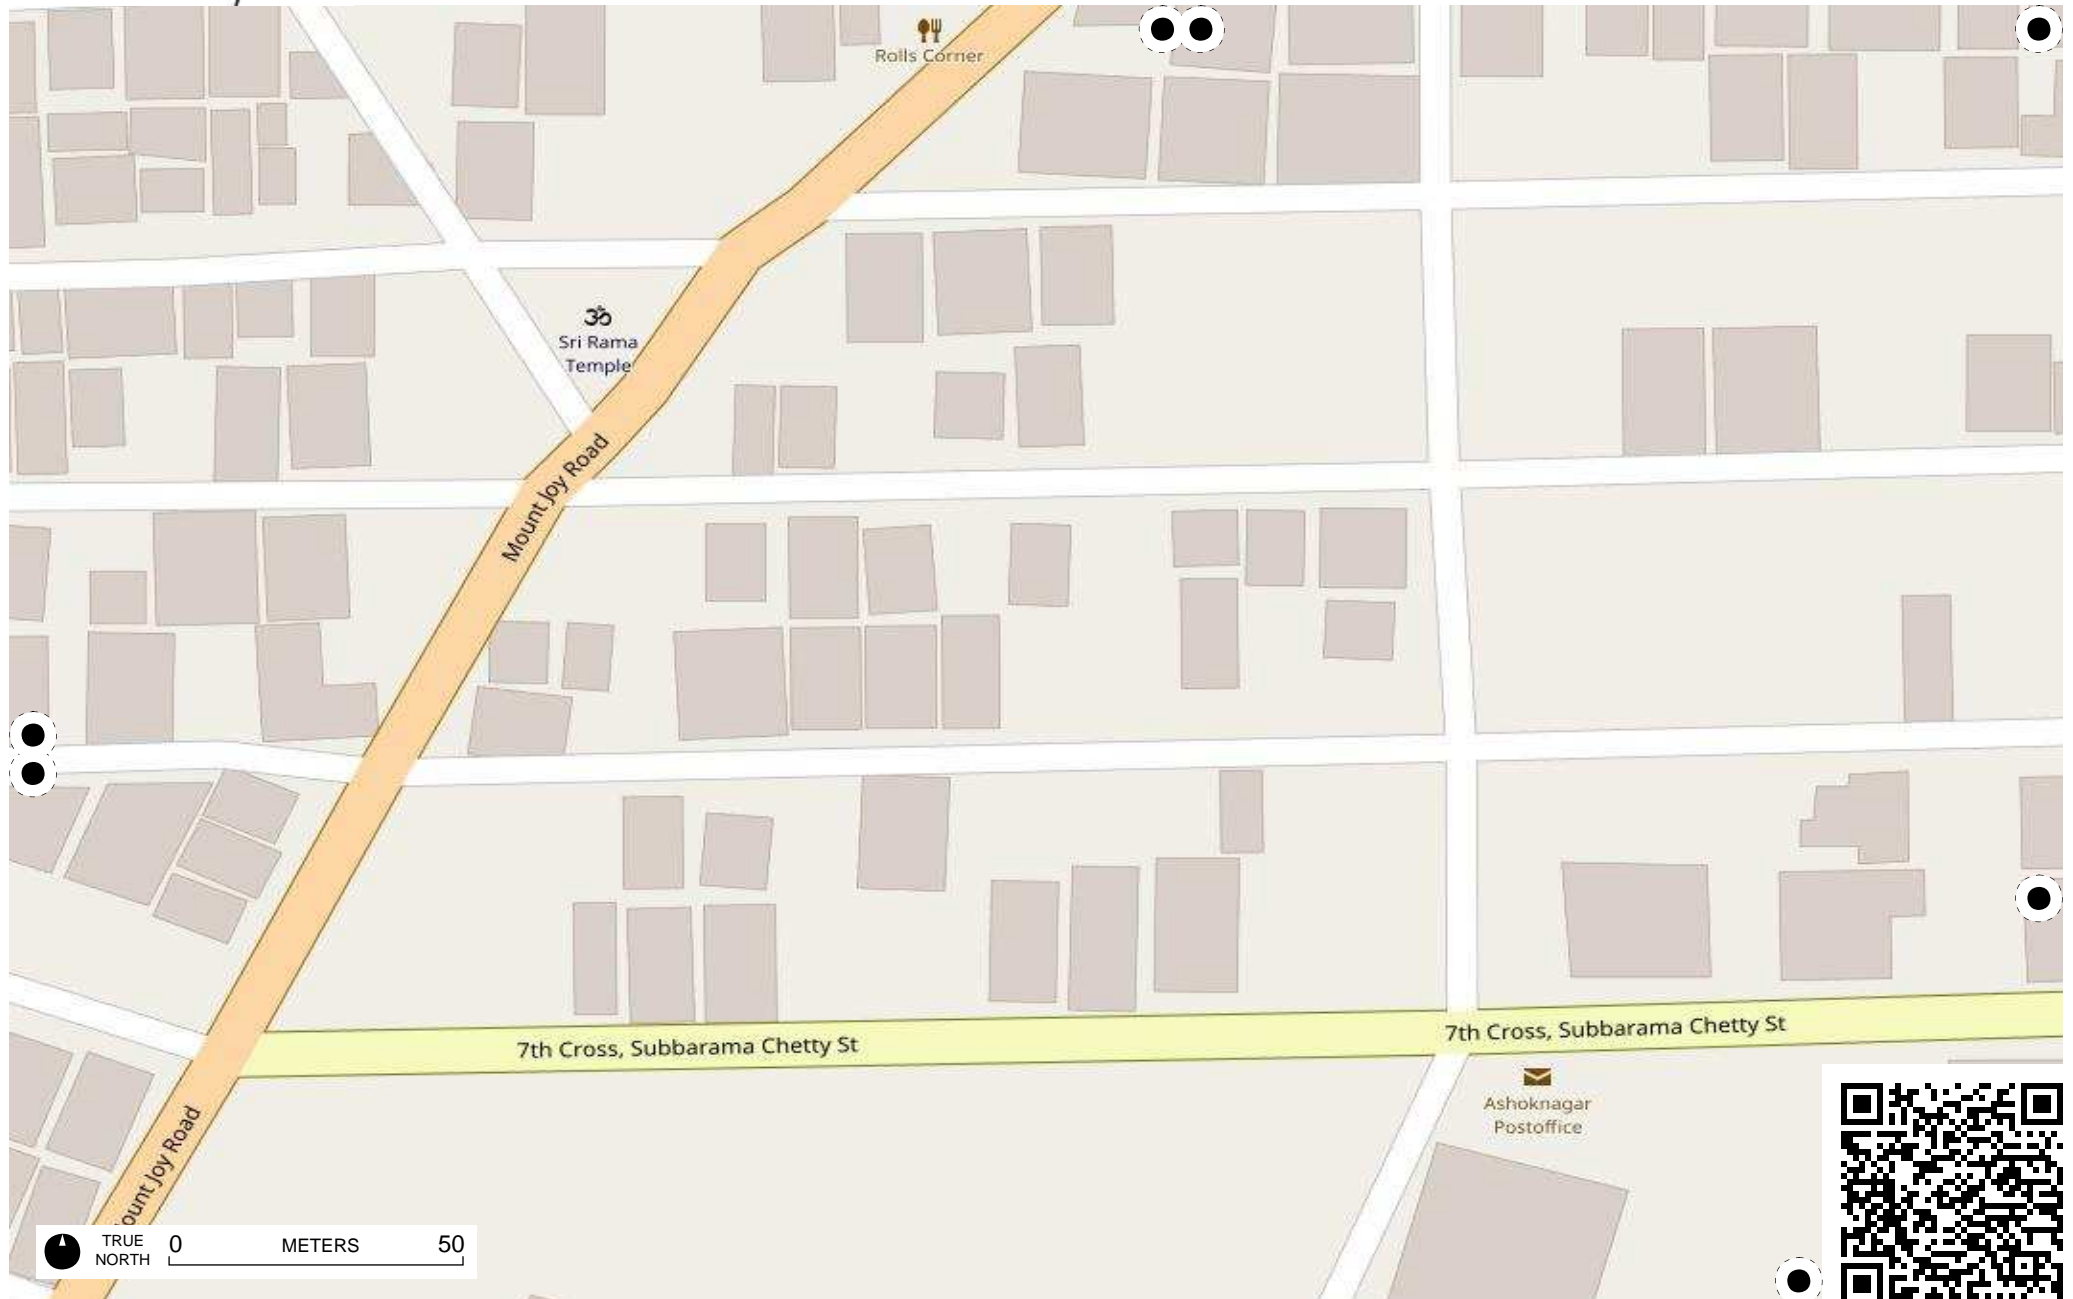 Rolls Corner
ॐ
Sri Rama
Temple
Mount Joy Road
7th Cross, Subbarama Chetty St
7th Cross, Subbarama Chetty St
Ashoknagar
Postoffice
ount Joy Road
TRUE
NORTH
0 METERS 50